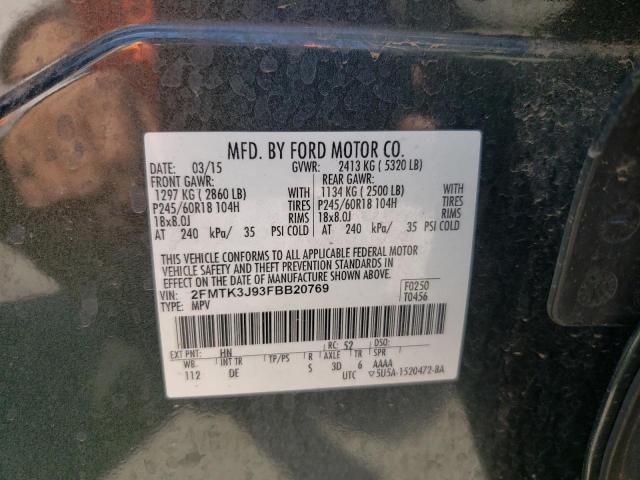 MFD. BY FORD MOTOR CO.
DATE: 03/15 GVWR: 2413 KG ( 5320 LB)
FRONT GAWR: REAR GAWR:
1297 KG ( 2860 LB) WITH 1134 KG ( 2500 LB) WITH
P245/60R18 104H TIRES P245/60R18 104H TIRES
18x8.0J RIMS 18x8.0J RIMS
AT 240 kPa/ 35 PSI COLD AT 240 kPa/ 35 PSI COLD
THIS VEHICLE CONFORMS TO ALL APPLICABLE FEDERAL MOTOR
VEHICLE SAFETY AND THEFT PREVENTION STANDARDS IN
EFFECT ON THE DATE OF MANUFACTURE SHOWN ABOVE.
VIN: 2FMTK3J93FBB20769 F0250
TYPE: MPV T0456
EXT PNT: HN RC: 52 DSO:
WB INT TR TP/PS R AXLE TR SPR
112 DE S 3D 6 AAAA
UTC ▽5U5A-1520472-BA